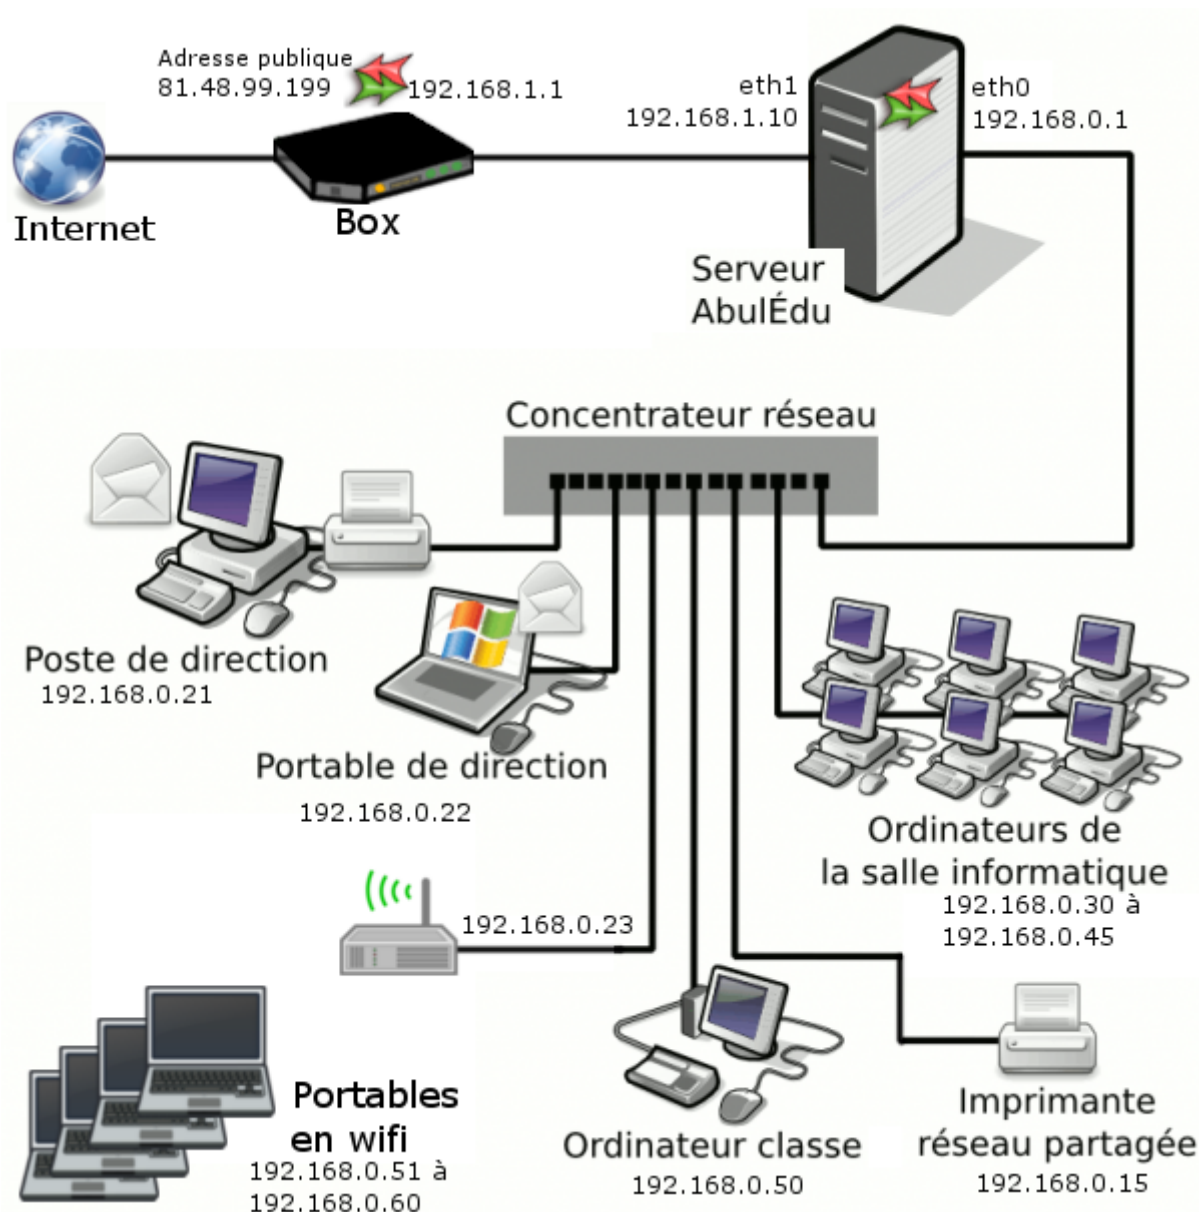 Adresse publique
81.48.99.199
192.168.1.1
eth1
192.168.1.10
eth0
192.168.0.1
Internet
Box
Serveur
AbulÉdu
Concentrateur réseau
Poste de direction
192.168.0.21
Portable de direction
192.168.0.22
Ordinateurs de
la salle informatique
192.168.0.30 à
192.168.0.45
192.168.0.23
Portables
en wifi
192.168.0.51 à
192.168.0.60
Ordinateur classe
192.168.0.50
Imprimante
réseau partagée
192.168.0.15